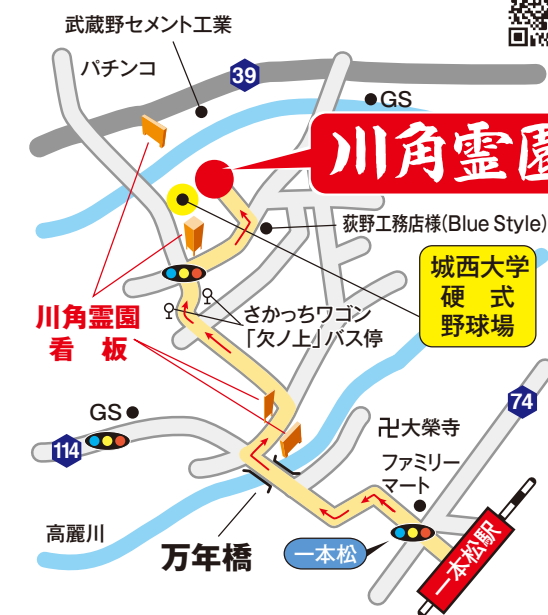 武蔵野セメント工業
パチンコ
39
GS
川角霊園
荻野工務店様(Blue Style)
城西大学
硬 式
野球場
さかっちワゴン
「欠ノ上」バス停
川角霊園
看 板
74
GS
114
卍大榮寺
ファミリー
マート
高麗川
万年橋
一本松
一本松駅